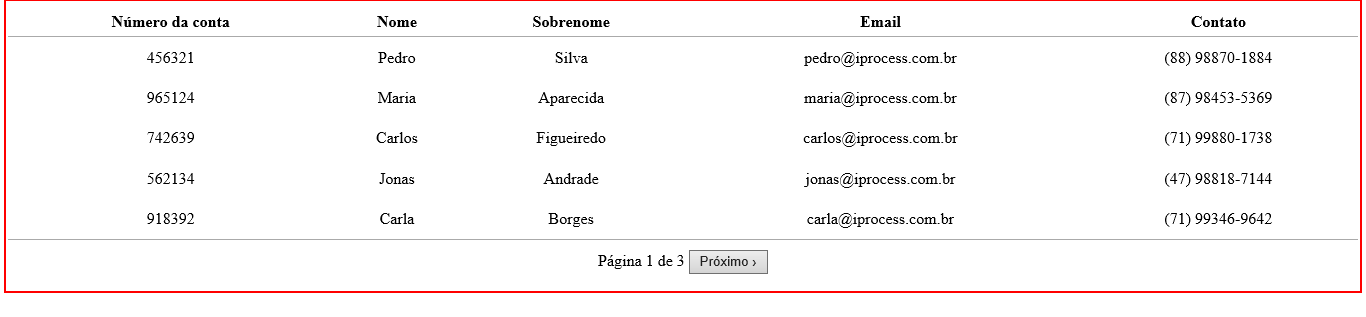 Número da conta Nome Sobrenome Email Contato
456321 Pedro Silva pedro@iprocess.com.br (88) 98870-1884
965124 Maria Aparecida maria@iprocess.com.br (87) 98453-5369
742639 Carlos Figueiredo carlos@iprocess.com.br (71) 99880-1738
562134 Jonas Andrade jonas@iprocess.com.br (47) 98818-7144
918392 Carla Borges carla@iprocess.com.br (71) 99346-9642
Página 1 de 3 Próximo ›